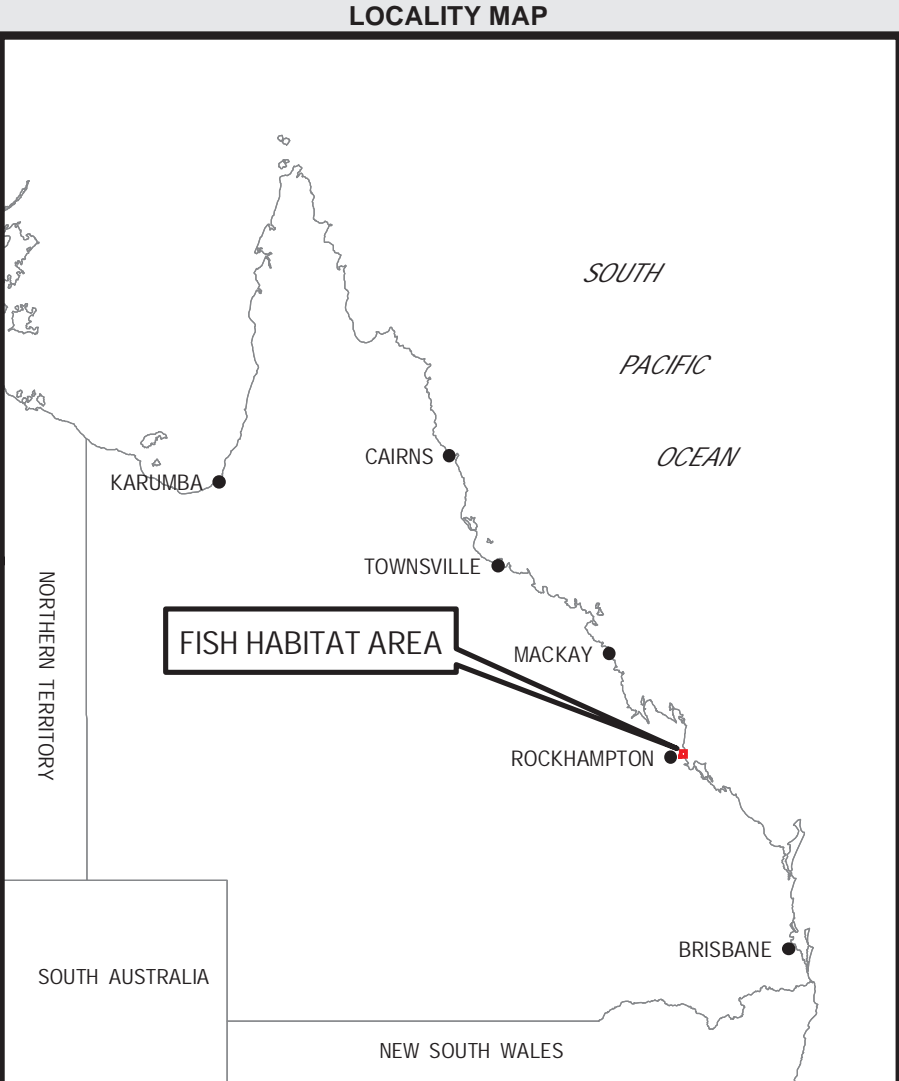 LOCALITY MAP
SOUTH
PACIFIC
OCEAN
CAIRNS
KARUMBA
TOWNSVILLE
NORTHERN TERRITORY
FISH HABITAT AREA
MACKAY
ROCKHAMPTON
BRISBANE
SOUTH AUSTRALIA
NEW SOUTH WALES